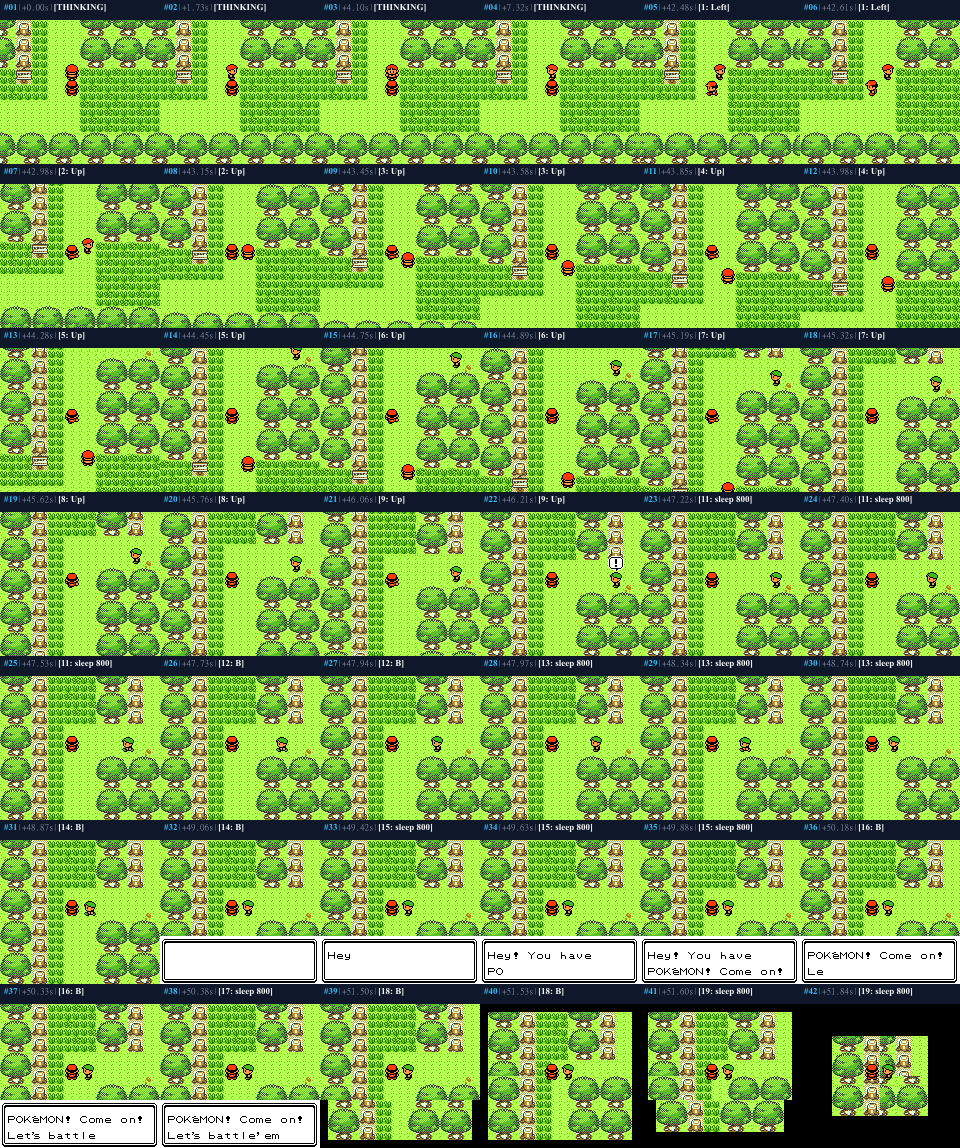 #01|+0.00s|[THINKING]
#02|+1.73s|[THINKING]
#03|+4.10s|[THINKING]
#04|+7.32s|[THINKING]
#05|+42.48s|[1: Left]
#06|+42.61s|[1: Left]
#07|+42.98s|[2: Up]
#08|+43.15s|[2: Up]
#09|+43.45s|[3: Up]
#10|+43.58s|[3: Up]
#11|+43.85s|[4: Up]
#12|+43.98s|[4: Up]
#13|+44.28s|[5: Up]
#14|+44.45s|[5: Up]
#15|+44.75s|[6: Up]
#16|+44.89s|[6: Up]
#17|+45.19s|[7: Up]
#18|+45.32s|[7: Up]
#19|+45.62s|[8: Up]
#20|+45.76s|[8: Up]
#21|+46.06s|[9: Up]
#22|+46.21s|[9: Up]
#23|+47.22s|[11: sleep 800]
#24|+47.40s|[11: sleep 800]
!
#25|+47.53s|[11: sleep 800]
#26|+47.73s|[12: B]
#27|+47.94s|[12: B]
#28|+47.97s|[13: sleep 800]
#29|+48.34s|[13: sleep 800]
#30|+48.74s|[13: sleep 800]
#31|+48.87s|[14: B]
#32|+49.06s|[14: B]
#33|+49.42s|[15: sleep 800]
#34|+49.63s|[15: sleep 800]
#35|+49.88s|[15: sleep 800]
#36|+50.18s|[16: B]
Hey
Hey! You have
PO
Hey! You have
POKéMON! Come on!
POKéMON! Come on!
Le
#37|+50.33s|[16: B]
#38|+50.38s|[17: sleep 800]
#39|+51.50s|[18: B]
#40|+51.53s|[18: B]
#41|+51.60s|[19: sleep 800]
#42|+51.84s|[19: sleep 800]
POKéMON! Come on!
Let's battle
POKéMON! Come on!
Let's battle'em